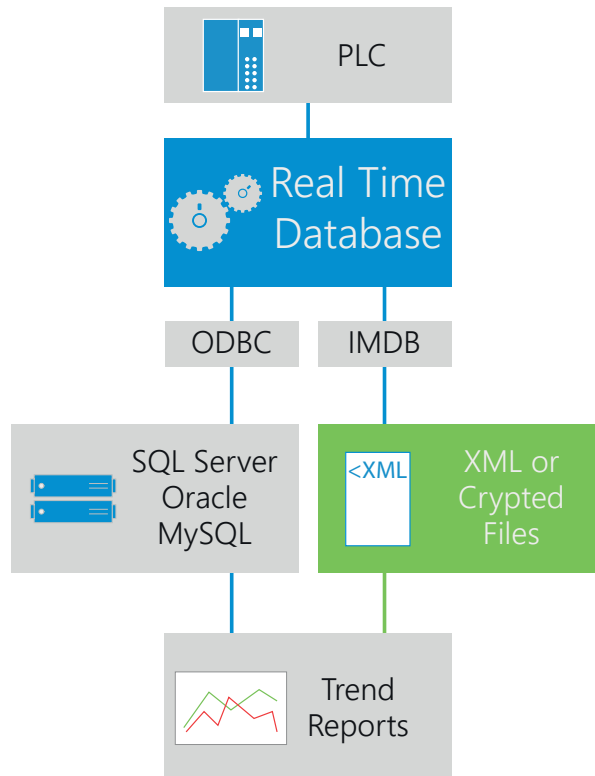 PLC
Real Time
Database
ODBC
IMDB
SQL Server
Oracle
MySQL
<XML
XML or
Crypted
Files
Trend
Reports